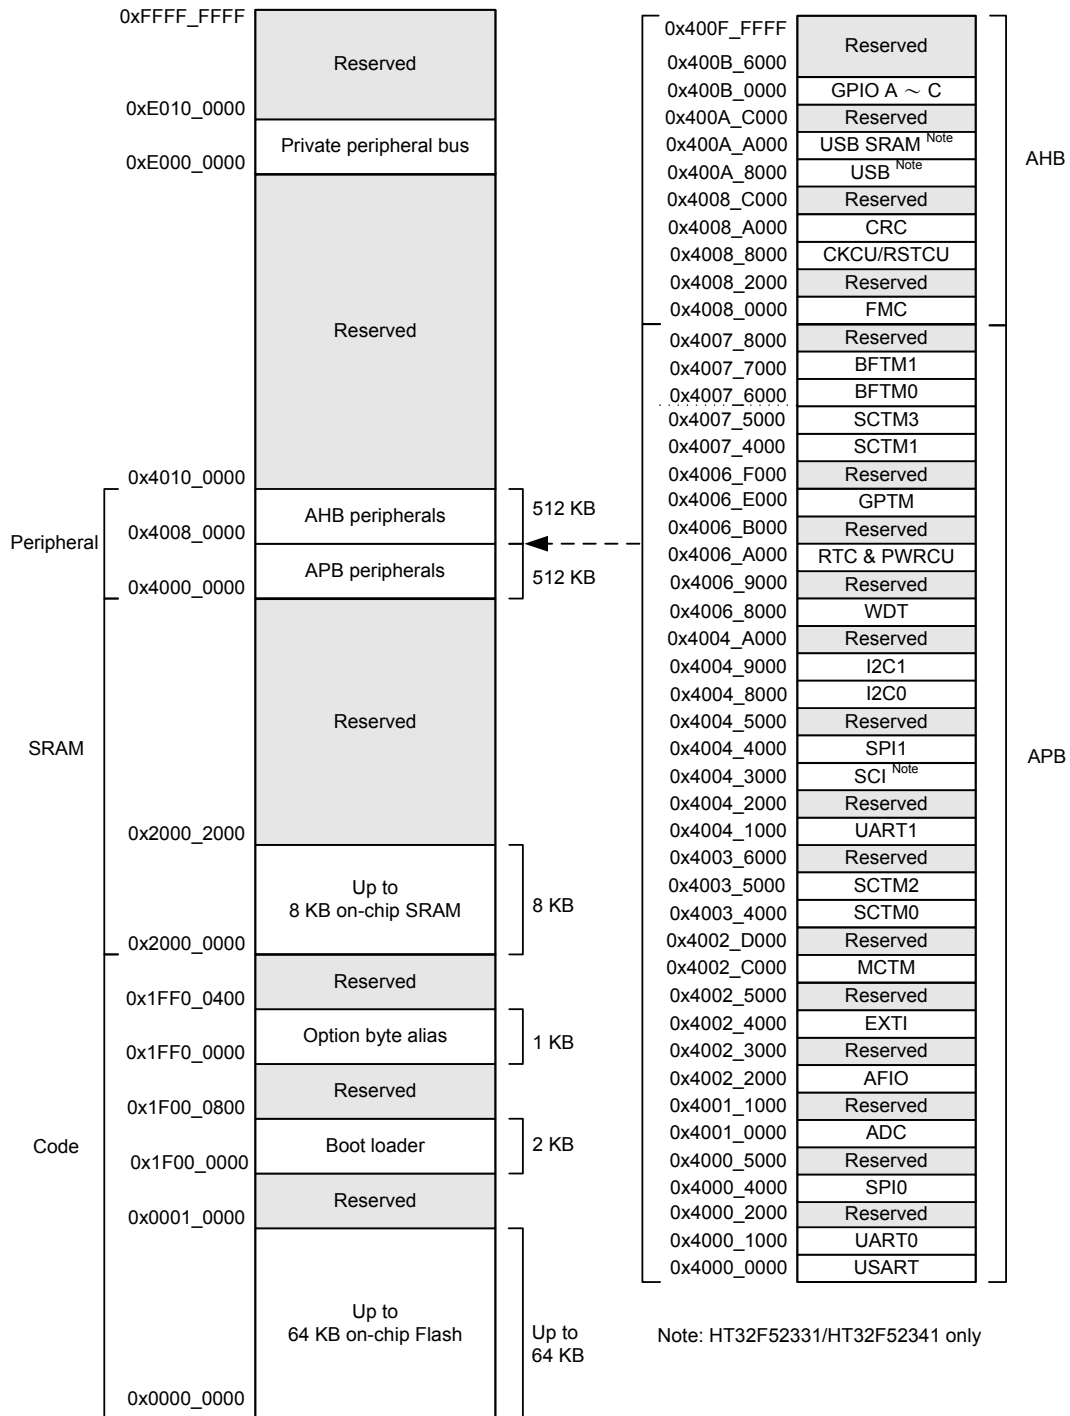 0xFFFF_FFFF
Reserved
0xE010_0000
Private peripheral bus
0xE000_0000
Reserved
0x4010_0000
AHB peripherals
512 KB
0x4008_0000
Peripheral
APB peripherals
512 KB
0x4000_0000
Reserved
SRAM
0x2000_2000
Up to
8 KB on-chip SRAM
8 KB
0x2000_0000
Reserved
0x1FF0_0400
Option byte alias
1 KB
0x1FF0_0000
Reserved
0x1F00_0800
Code
Boot loader
2 KB
0x1F00_0000
Reserved
0x0001_0000
Up to
64 KB on-chip Flash
Up to
64 KB
0x0000_0000
0x400F_FFFF
Reserved
0x400B_6000
0x400B_0000 GPIO A ～ C
0x400A_C000 Reserved
0x400A_A000 USB SRAM Note
0x400A_8000 USB Note
AHB
0x4008_C000 Reserved
0x4008_A000 CRC
0x4008_8000 CKCU/RSTCU
0x4008_2000 Reserved
0x4008_0000 FMC
0x4007_8000 Reserved
0x4007_7000 BFTM1
0x4007_6000 BFTM0
0x4007_5000 SCTM3
0x4007_4000 SCTM1
0x4006_F000 Reserved
0x4006_E000 GPTM
0x4006_B000 Reserved
0x4006_A000 RTC & PWRCU
0x4006_9000 Reserved
0x4006_8000 WDT
0x4004_A000 Reserved
0x4004_9000 I2C1
0x4004_8000 I2C0
0x4004_5000 Reserved
0x4004_4000 SPI1
APB
0x4004_3000 SCI Note
0x4004_2000 Reserved
0x4004_1000 UART1
0x4003_6000 Reserved
0x4003_5000 SCTM2
0x4003_4000 SCTM0
0x4002_D000 Reserved
0x4002_C000 MCTM
0x4002_5000 Reserved
0x4002_4000 EXTI
0x4002_3000 Reserved
0x4002_2000 AFIO
0x4001_1000 Reserved
0x4001_0000 ADC
0x4000_5000 Reserved
0x4000_4000 SPI0
0x4000_2000 Reserved
0x4000_1000 UART0
0x4000_0000 USART
Note: HT32F52331/HT32F52341 only